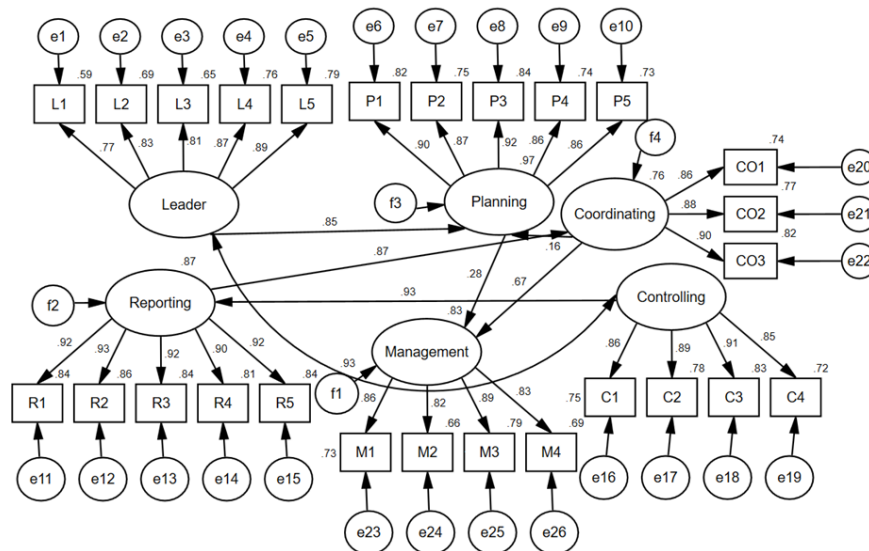 e1 e2 e3 e4 e5 e6 e7 e8 e9 e10
.59 .69 .65 .76 .79 .82 .75 .84 .74 .73
L1 L2 L3 L4 L5 P1 P2 P3 P4 P5
f4 .74
.77 .83 .81 .87 .89 .90 .87 .92 .86 .86
.97 .76 .86 CO1 e20
.77
Leader f3 Planning Coordinating .88 CO2 e21
.85 .16 .90 .82
.87 .87 CO3 e22
.28 .67
f2 Reporting .93 Controlling
.83
.92 .93 .92 .90 .92 Management .86 .89 .91 .85
.84 .86 .84 .81 .84 .93 .75 .78 .83 .72
R1 R2 R3 R4 R5 f1 C1 C2 C3 C4
.86 .82 .89 .83
.73 .66 .79 .69
M1 M2 M3 M4
e11 e12 e13 e14 e15 e16 e17 e18 e19
e23 e24 e25 e26